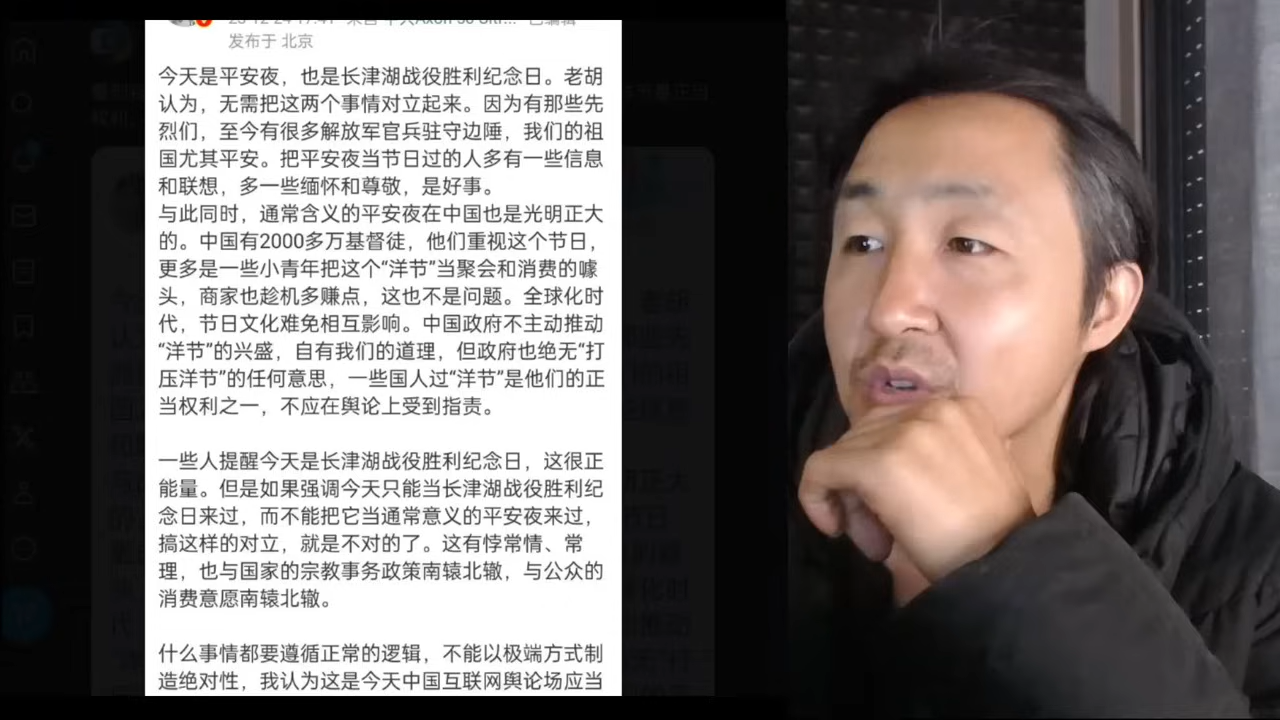 发布于 北京
今天是平安夜，也是长津湖战役胜利纪念日。老胡
认为，无需把这两个事情对立起来。因为有那些先
烈们，至今有很多解放军官兵驻守边陲，我们的祖
国尤其平安。把平安夜当节日过的人多有一些信息
和联想，多一些缅怀和尊敬，是好事。
与此同时，通常含义的平安夜在中国也是光明正大
的。中国有2000多万基督徒，他们重视这个节日，
更多是一些小青年把这个“洋节”当聚会和消费的噱
头，商家也趁机多赚点，这也不是问题。全球化时
代，节日文化难免相互影响。中国政府不主动推动
“洋节”的兴盛，自有我们的道理，但政府也绝无“打
压洋节”的任何意思，一些国人过“洋节”是他们的正
当权利之一，不应在舆论上受到指责。
一些人提醒今天是长津湖战役胜利纪念日，这很正
能量。但是如果强调今天只能当长津湖战役胜利纪
念日来过，而不能把它当通常意义的平安夜来过，
搞这样的对立，就是不对的了。这有悖常情、常
理，也与国家的宗教事务政策南辕北辙，与公众的
消费意愿南辕北辙。
什么事情都要遵循正常的逻辑，不能以极端方式制
造绝对性，我认为这是今天中国互联网舆论场应当